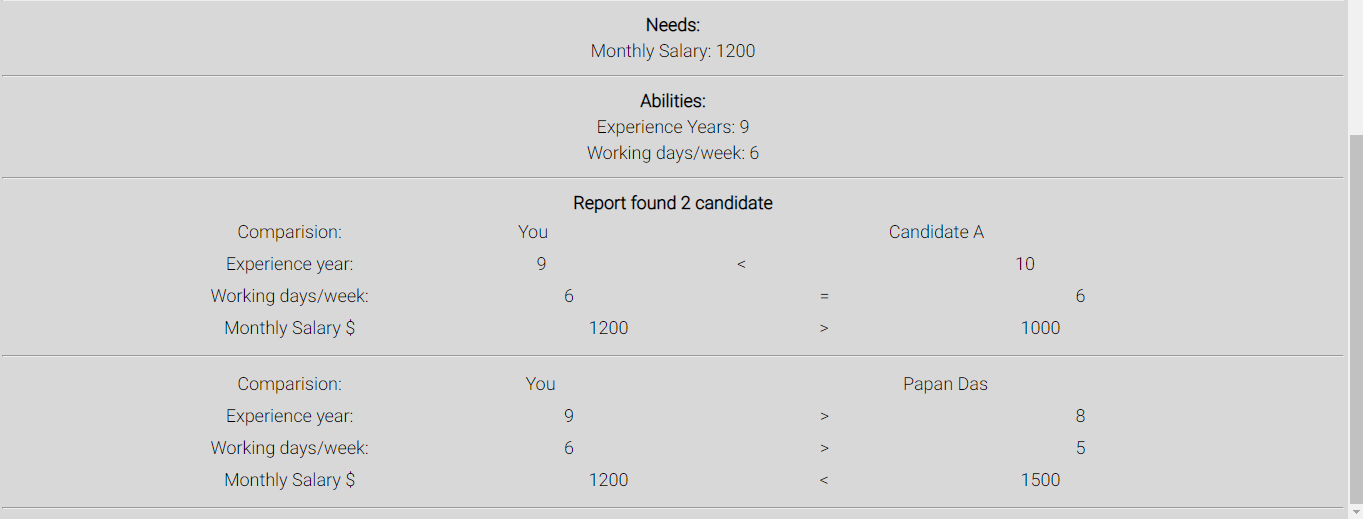 Needs:
Monthly Salary: 1200
Abilities:
Experience Years: 9
Working days/week: 6
Report found 2 candidate
Comparision: You Candidate A
Experience year: 9 < 10
Working days/week: 6 = 6
Monthly Salary $ 1200 > 1000
Comparision: You Papan Das
Experience year: 9 > 8
Working days/week: 6 > 5
Monthly Salary $ 1200 < 1500